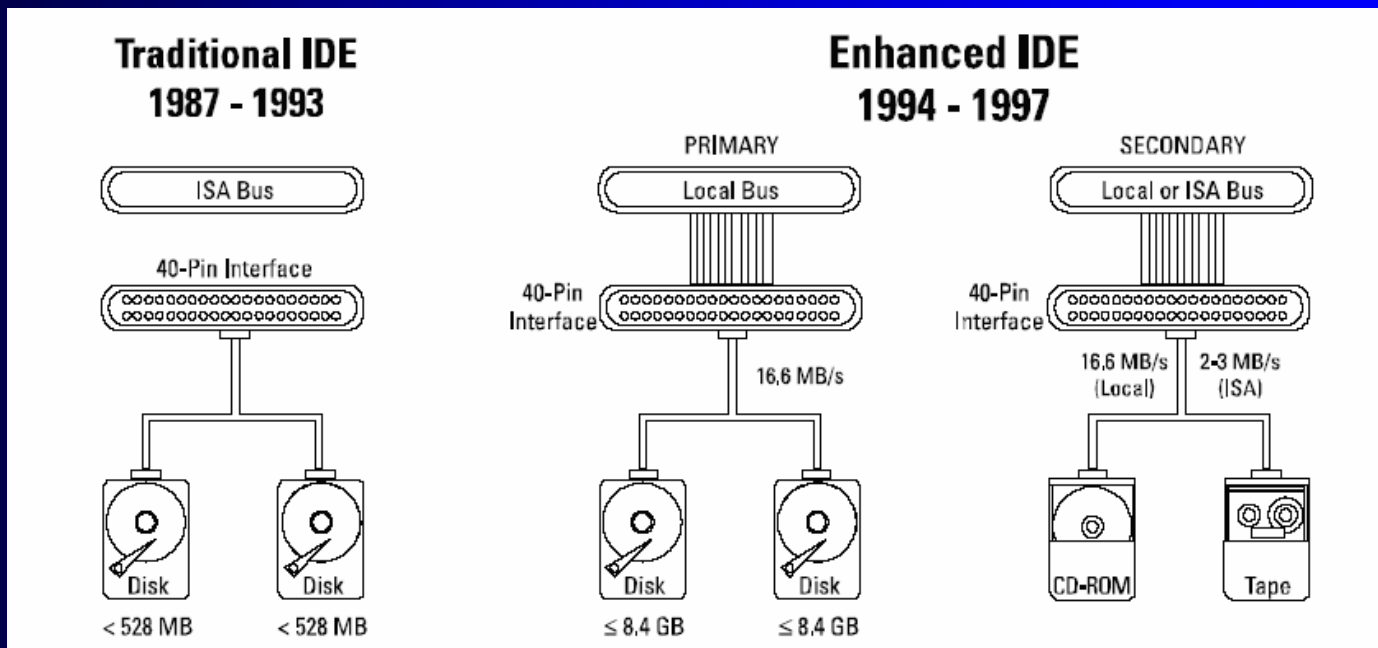 Traditional IDE
1987 - 1993
ISA Bus
40-Pin Interface
Disk
Disk
< 528 MB
< 528 MB
Enhanced IDE
1994 - 1997
PRIMARY
Local Bus
40-Pin
Interface
16.6 MB/s
Disk
Disk
≤ 8.4 GB
≤ 8.4 GB
SECONDARY
Local or ISA Bus
40-Pin
Interface
16.6 MB/s
(Local)
2-3 MB/s
(ISA)
CD-ROM
Tape